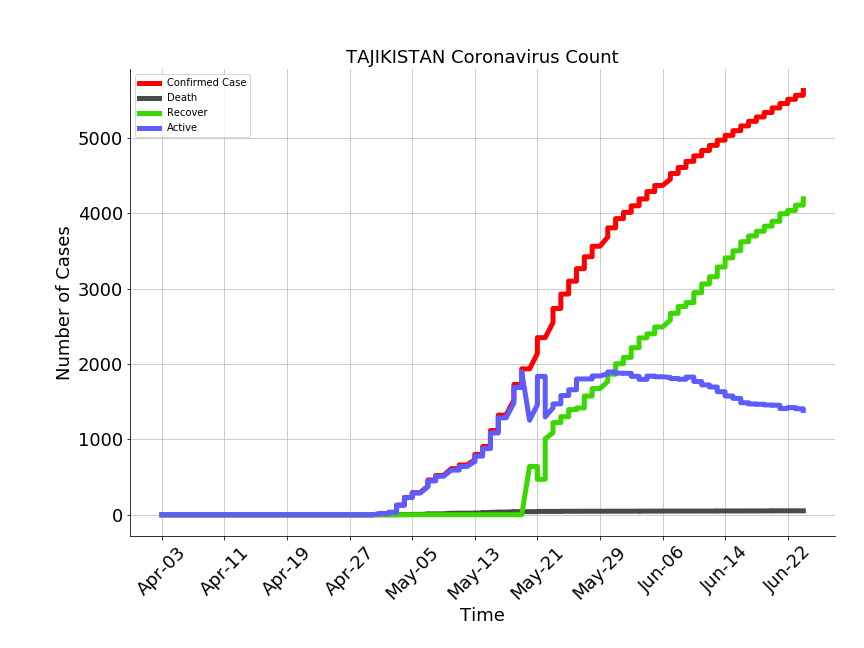 TAJIKISTAN Coronavirus Count
Confirmed Case
Death
Recover
Active
5000
4000
3000
2000
1000
0
Number of Cases
Apr-03
Apr-11
Apr-19
Apr-27
May-05
May-13
May-21
May-29
Jun-06
Jun-14
Jun-22
Time